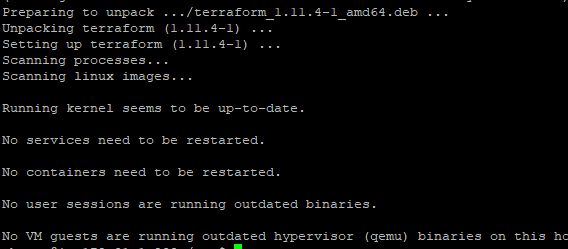 Preparing to unpack .../terraform_1.11.4-1_amd64.deb ...
Unpacking terraform (1.11.4-1) ...
Setting up terraform (1.11.4-1) ...
Scanning processes...
Scanning linux images...
Running kernel seems to be up-to-date.
No services need to be restarted.
No containers need to be restarted.
No user sessions are running outdated binaries.
No VM guests are running outdated hypervisor (qemu) binaries on this ho